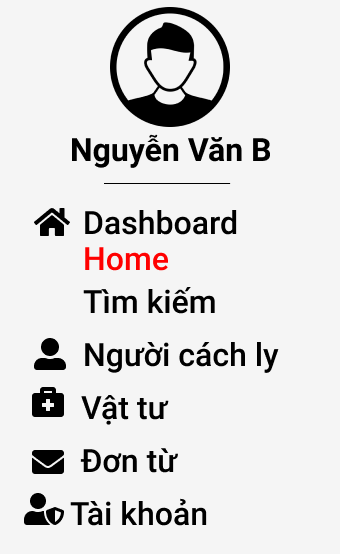 Nguyễn Văn B
Dashboard
Home
Tìm kiếm
Người cách ly
Vật tư
Đơn từ
Tài khoản